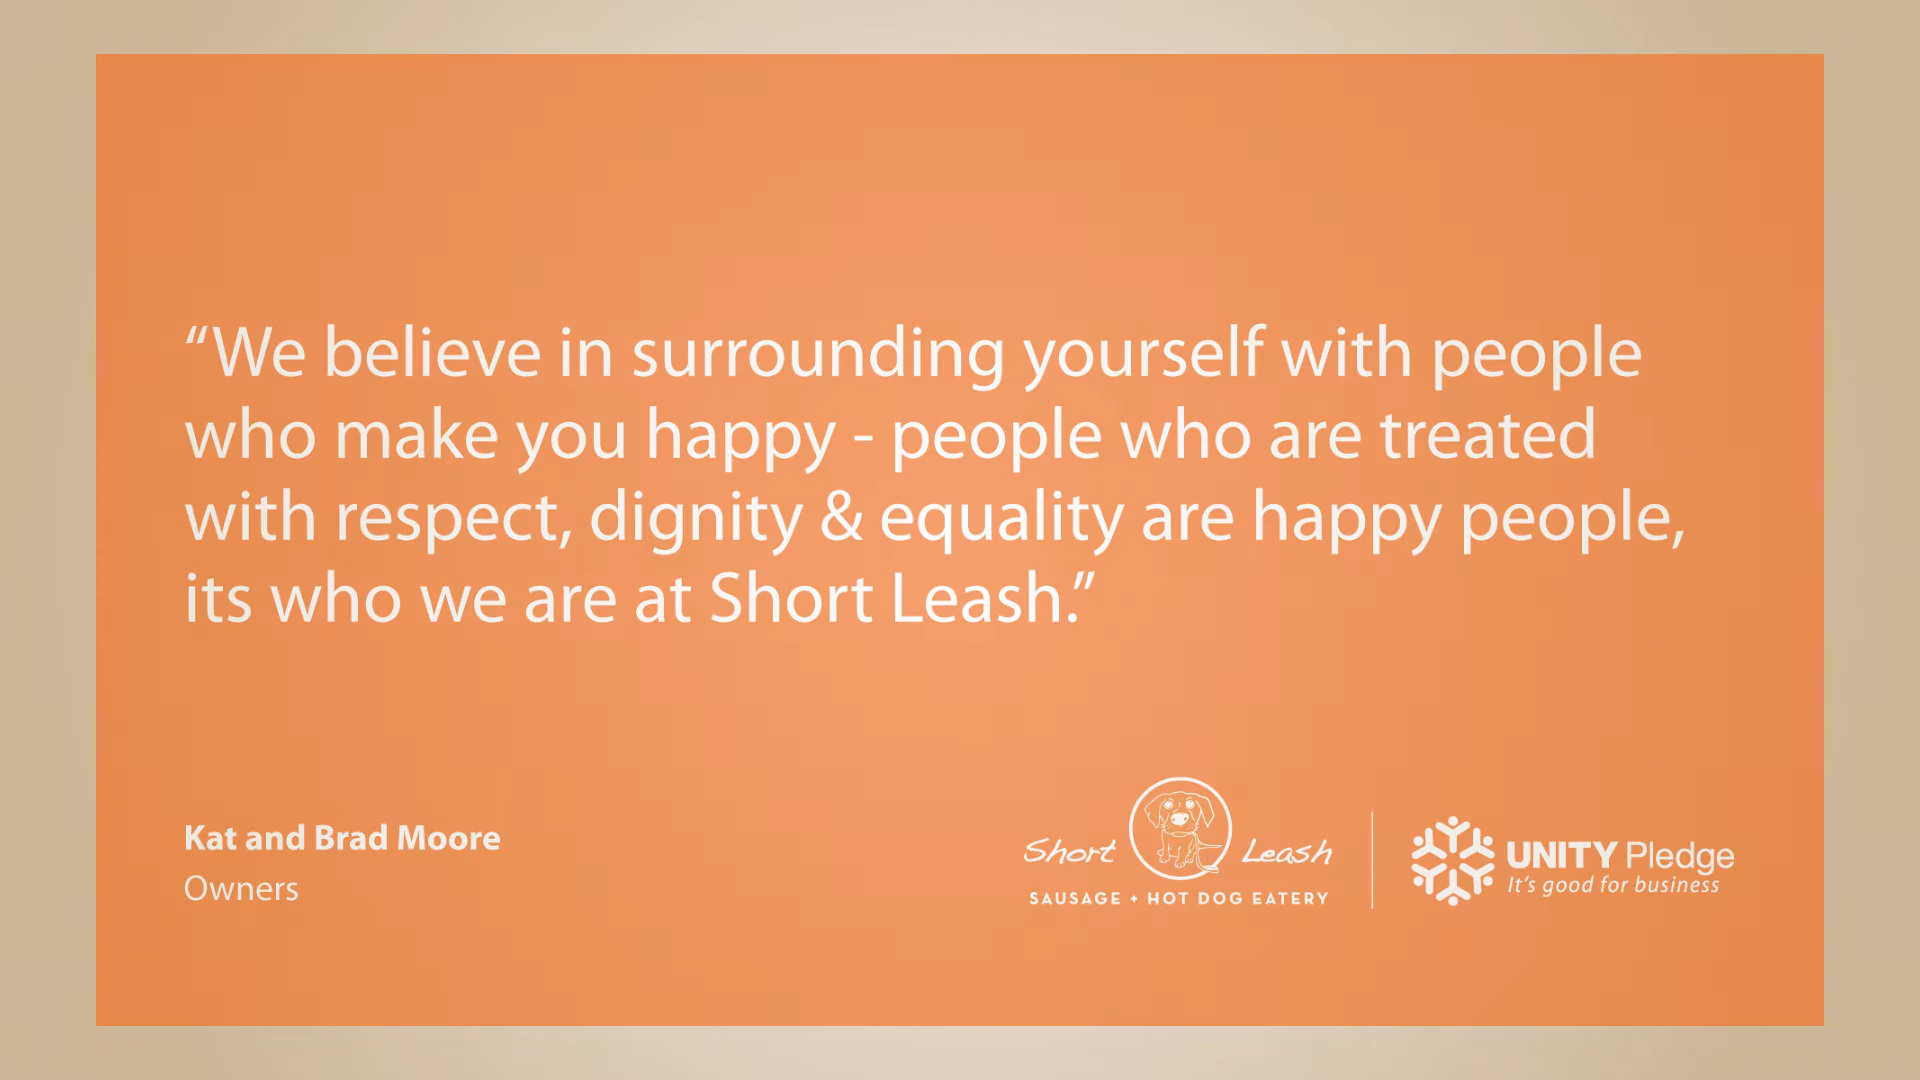 “We believe in surrounding yourself with people
who make you happy - people who are treated
with respect, dignity & equality are happy people,
its who we are at Short Leash.”
Kat and Brad Moore
Owners
Short Leash
SAUSAGE + HOT DOG EATERY
UNITY Pledge
It's good for business